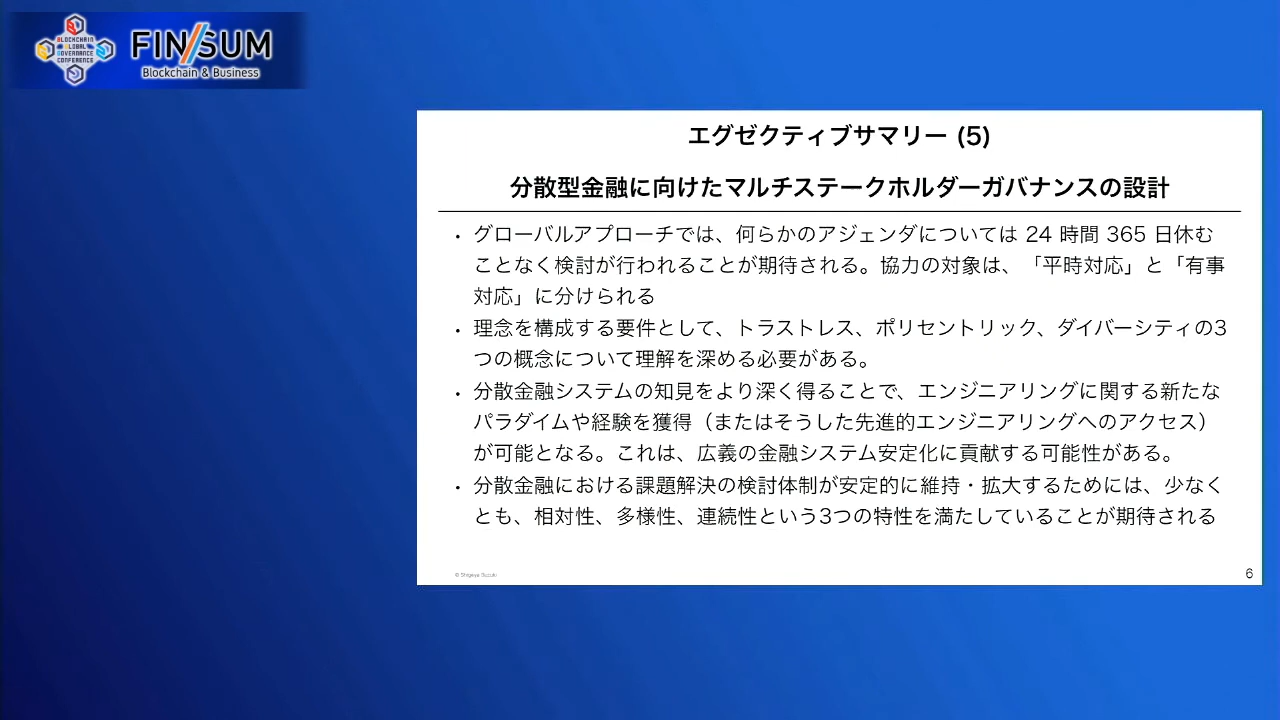 BLOCKCHAIN
GLOBAL
GOVERNANCE
CONFERENCE
FIN/SUM
Blockchain & Business
エグゼクティブサマリー (5)
分散型金融に向けたマルチステークホルダーガバナンスの設計
• グローバルアプローチでは、何らかのアジェンダについては 24 時間 365 日休む
ことなく検討が行われることが期待される。協力の対象は、「平時対応」と「有事
対応」に分けられる
• 理念を構成する要件として、トラストレス、ポリセントリック、ダイバーシティの3
つの概念について理解を深める必要がある。
• 分散金融システムの知見をより深く得ることで、エンジニアリングに関する新たな
パラダイムや経験を獲得（またはそうした先進的エンジニアリングへのアクセス）
が可能となる。これは、広義の金融システム安定化に貢献する可能性がある。
• 分散金融における課題解決の検討体制が安定的に維持・拡大するためには、少なく
とも、相対性、多様性、連続性という3つの特性を満たしていることが期待される
© Shigeya Suzuki
6